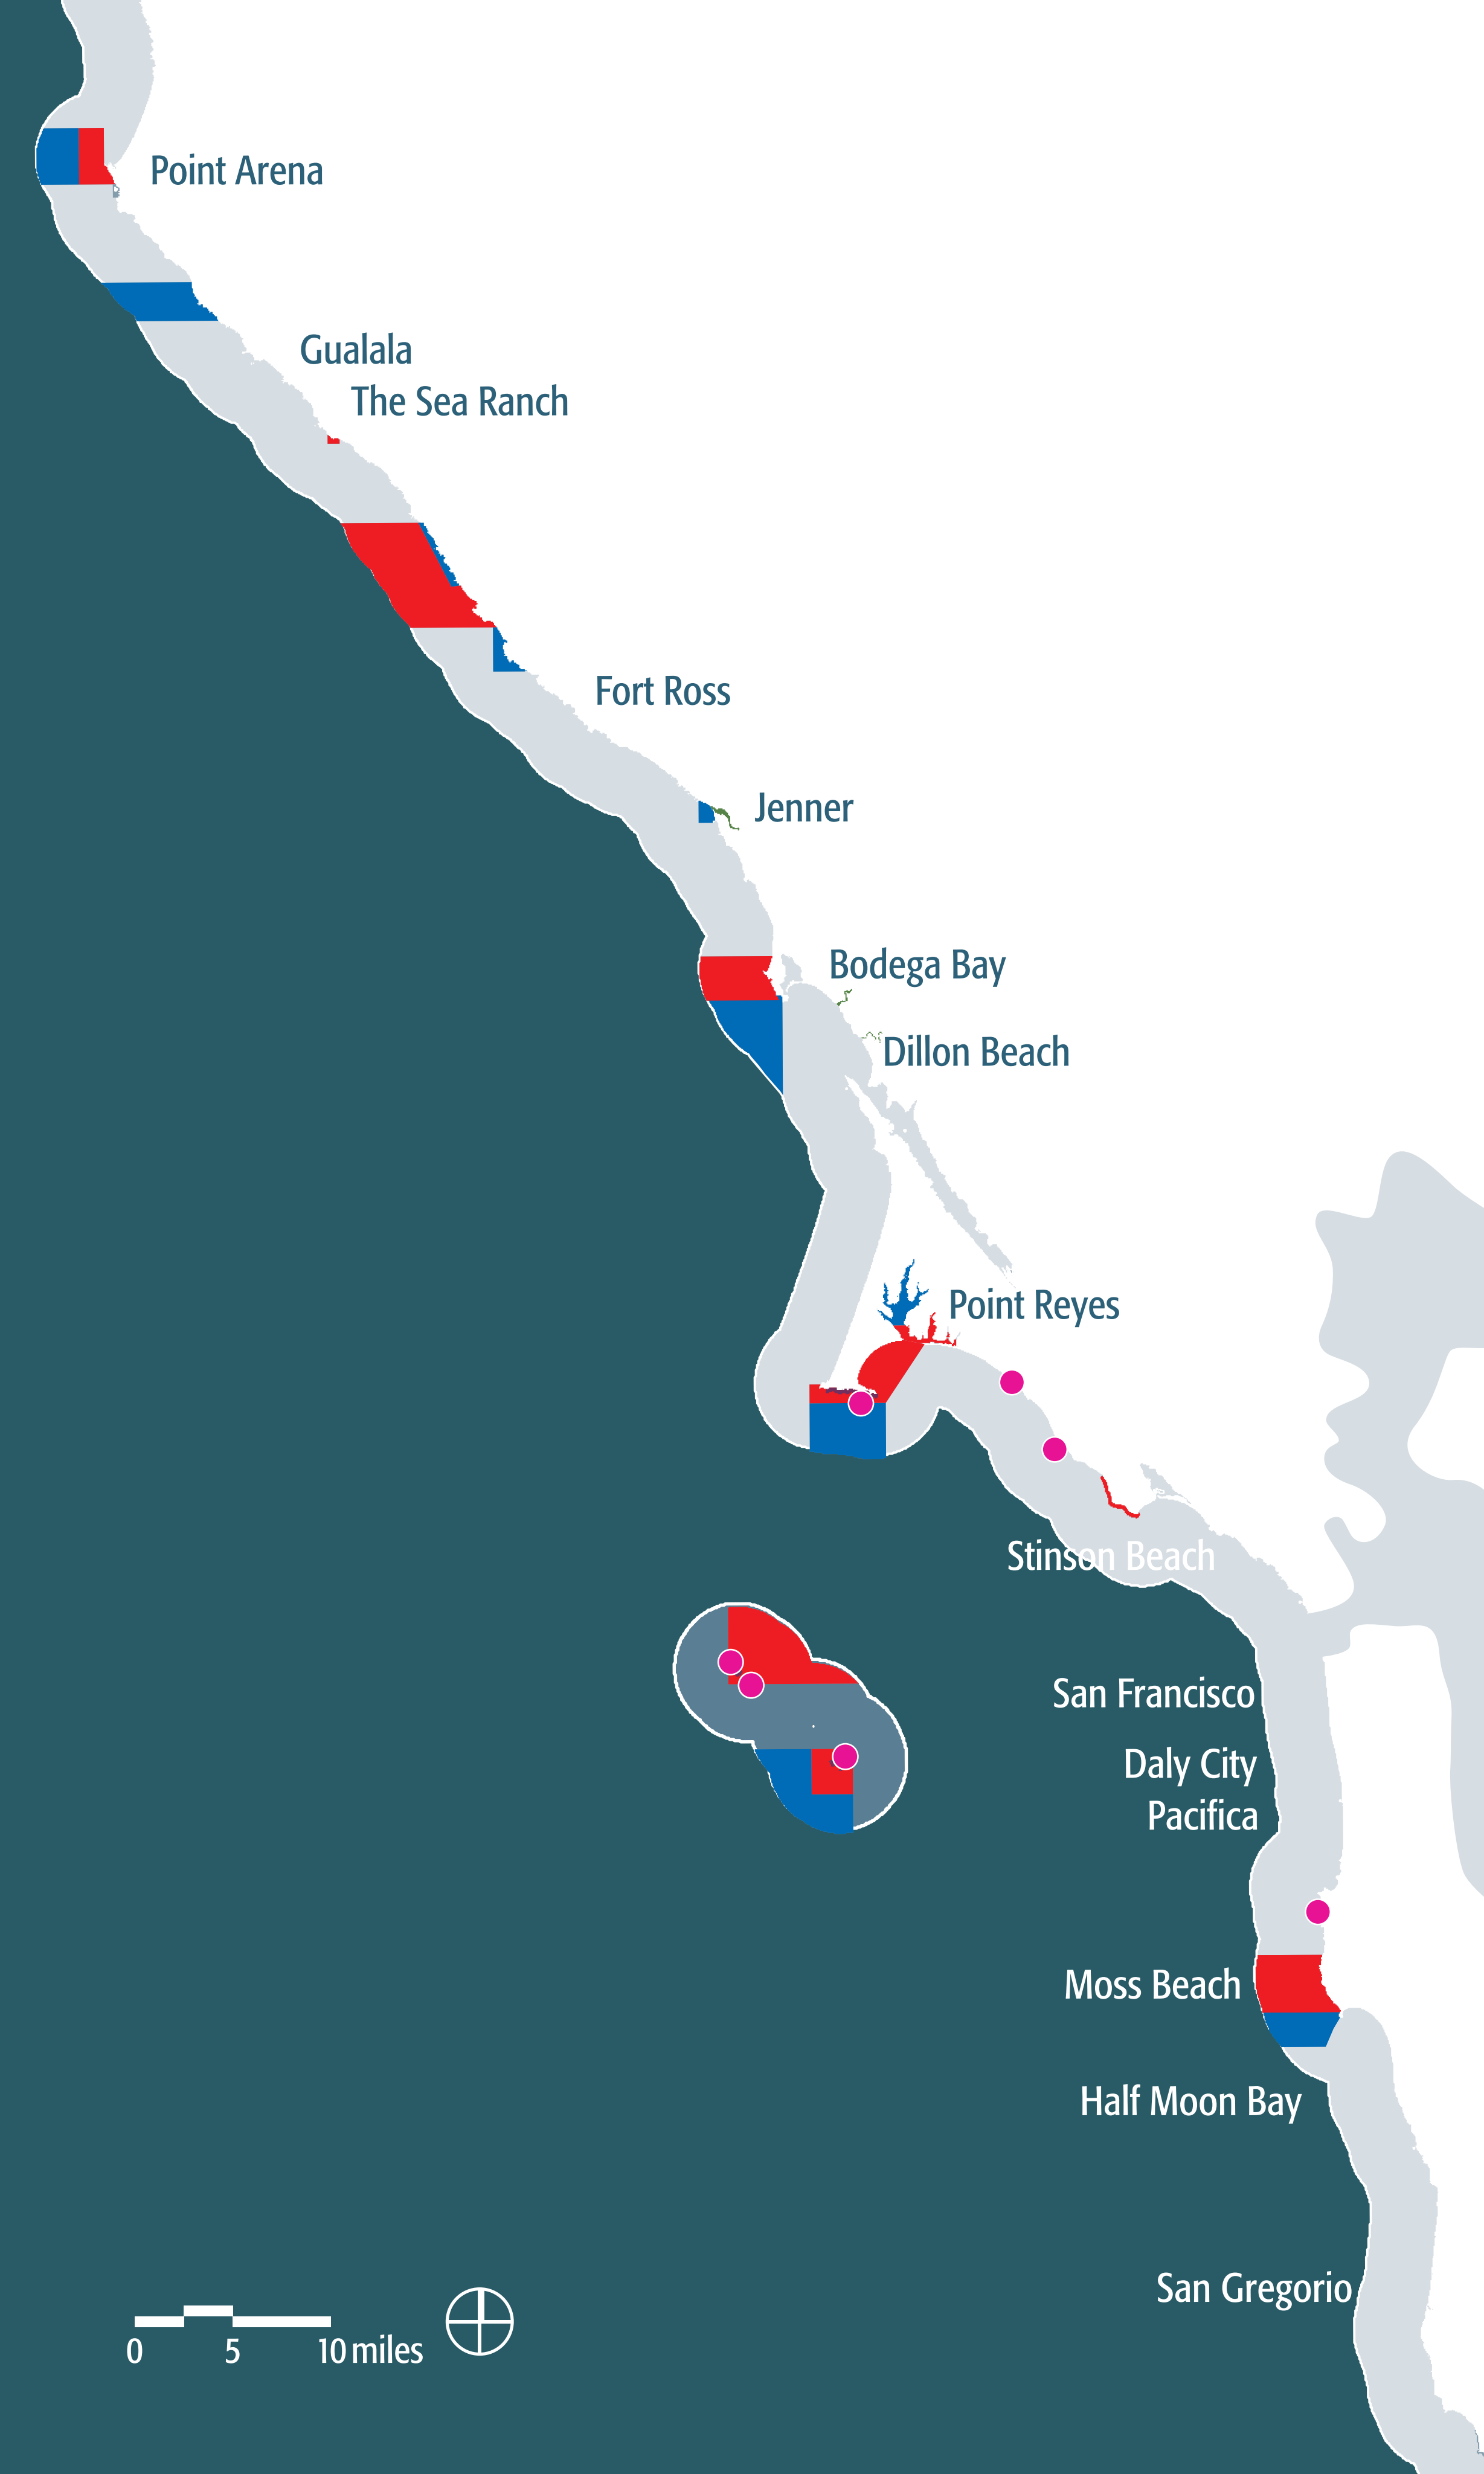 Point Arena
Gualala
The Sea Ranch
Fort Ross
Jenner
Bodega Bay
Dillon Beach
Point Reyes
Stinson Beach
San Francisco
Daly City
Pacifica
Moss Beach
Half Moon Bay
San Gregorio
0 5 10 miles